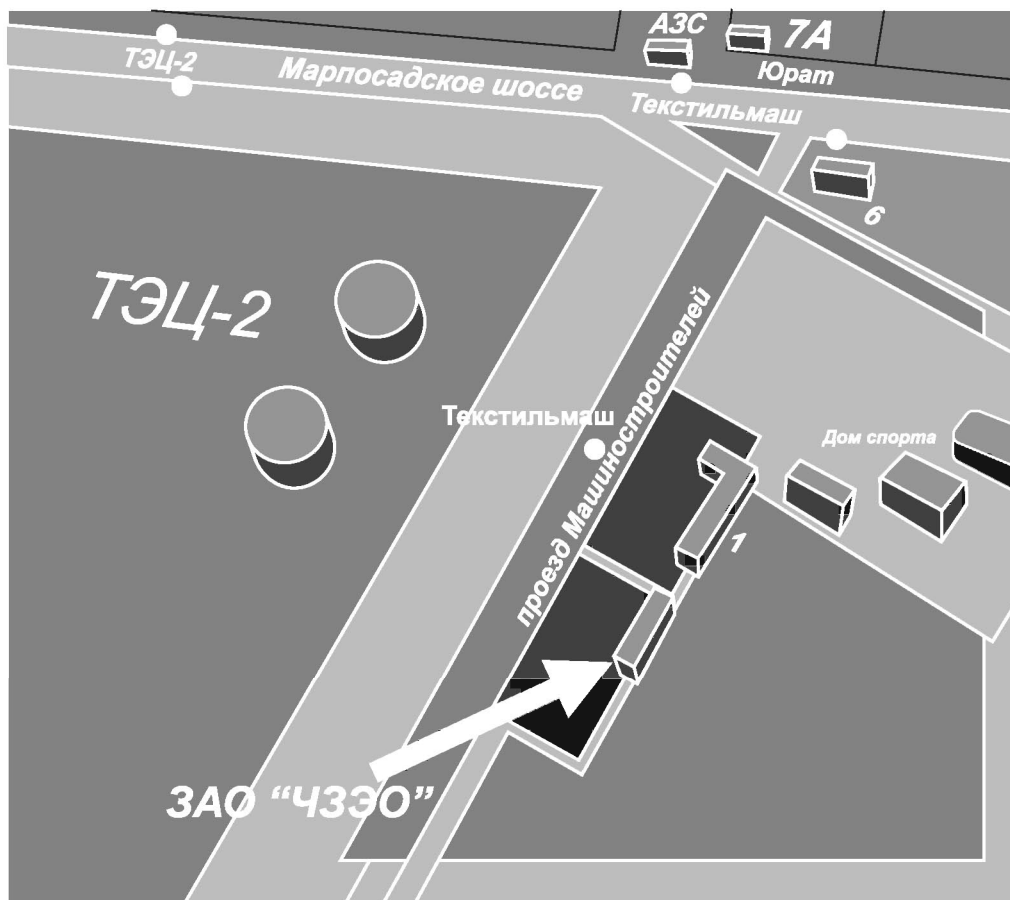 АЗС
7А
ТЭЦ-2
Марпосадское шоссе
Юрат
Текстильмаш
6
ТЭЦ-2
проезд Машиностроителей
Текстильмаш
Дом спорта
1
ЗАО “ЧЗЭО”